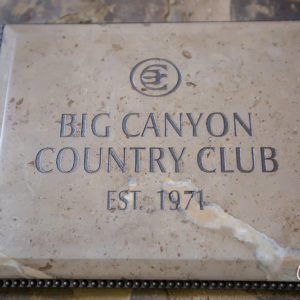 BIG CANYON
COUNTRY CLUB
EST. 1971